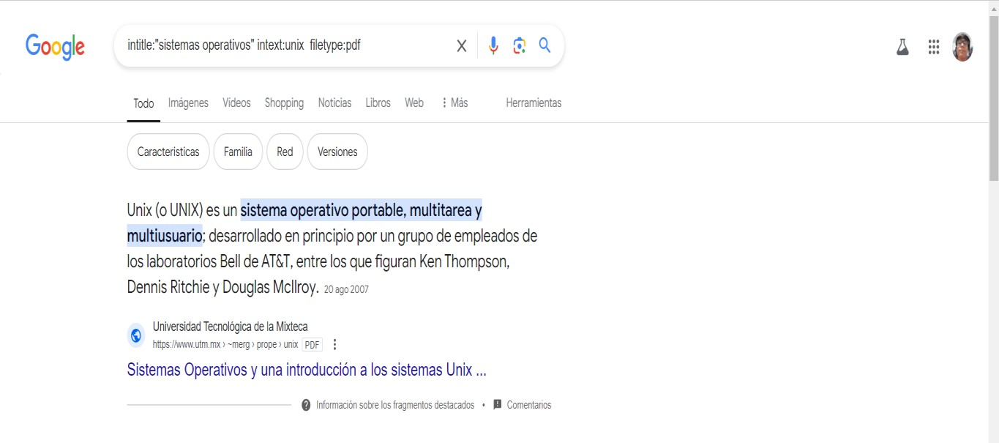 Google
intitle:"sistemas operativos" intext:unix  filetype:pdf
Todo Imágenes Vídeos Shopping Noticias Libros Web Más Herramientas
Caracteristicas Familia Red Versiones
Unix (o UNIX) es un sistema operativo portable, multitarea y
multiusuario; desarrollado en principio por un grupo de empleados de
los laboratorios Bell de AT&T, entre los que figuran Ken Thompson,
Dennis Ritchie y Douglas McIlroy. 20 ago 2007
Universidad Tecnológica de la Mixteca
https://www.utm.mx › ~merg › prope › unix PDF
Sistemas Operativos y una introducción a los sistemas Unix ...
Información sobre los fragmentos destacados • Comentarios